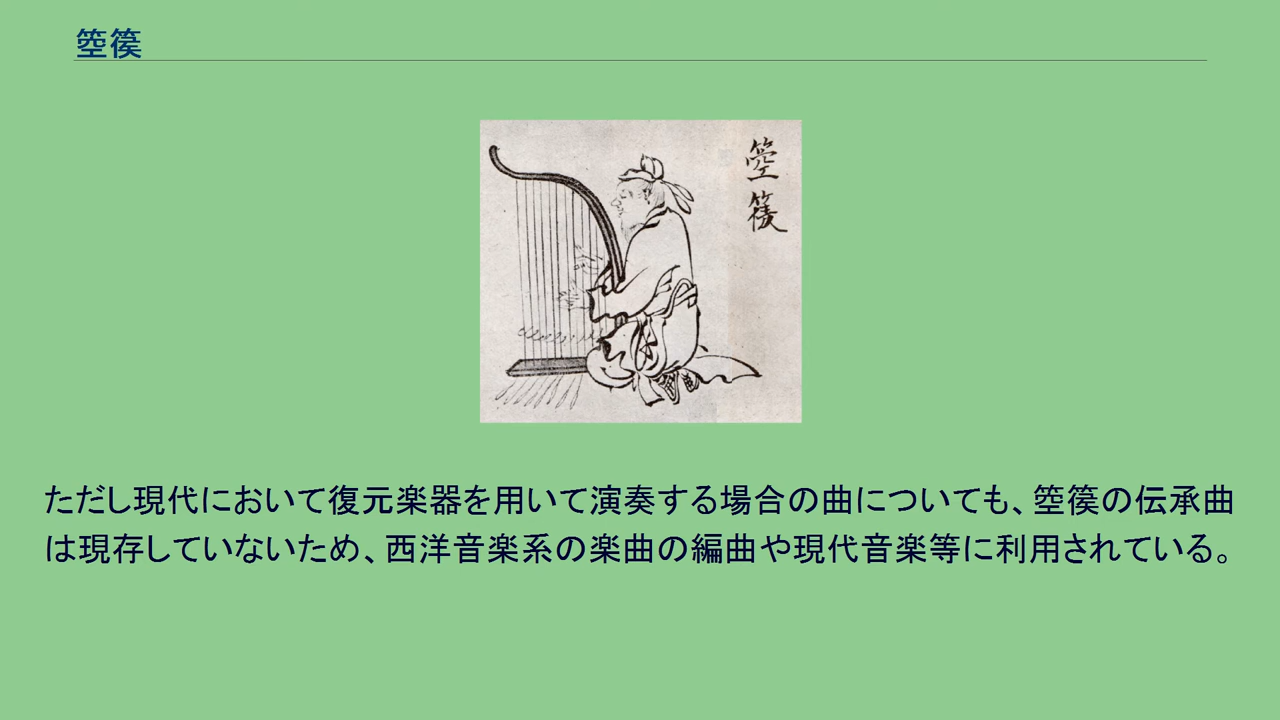 箜篌
箜篌
ただし現代において復元楽器を用いて演奏する場合の曲についても、箜篌の伝承曲
は現存していないため、西洋音楽系の楽曲の編曲や現代音楽等に利用されている。